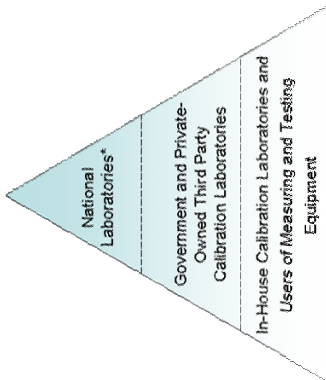 National
Laboratories*
Government and Private-
Owned Third Party
Calibration Laboratories
In-House Calibration Laboratories and
Users of Measuring and Testing
Equipment